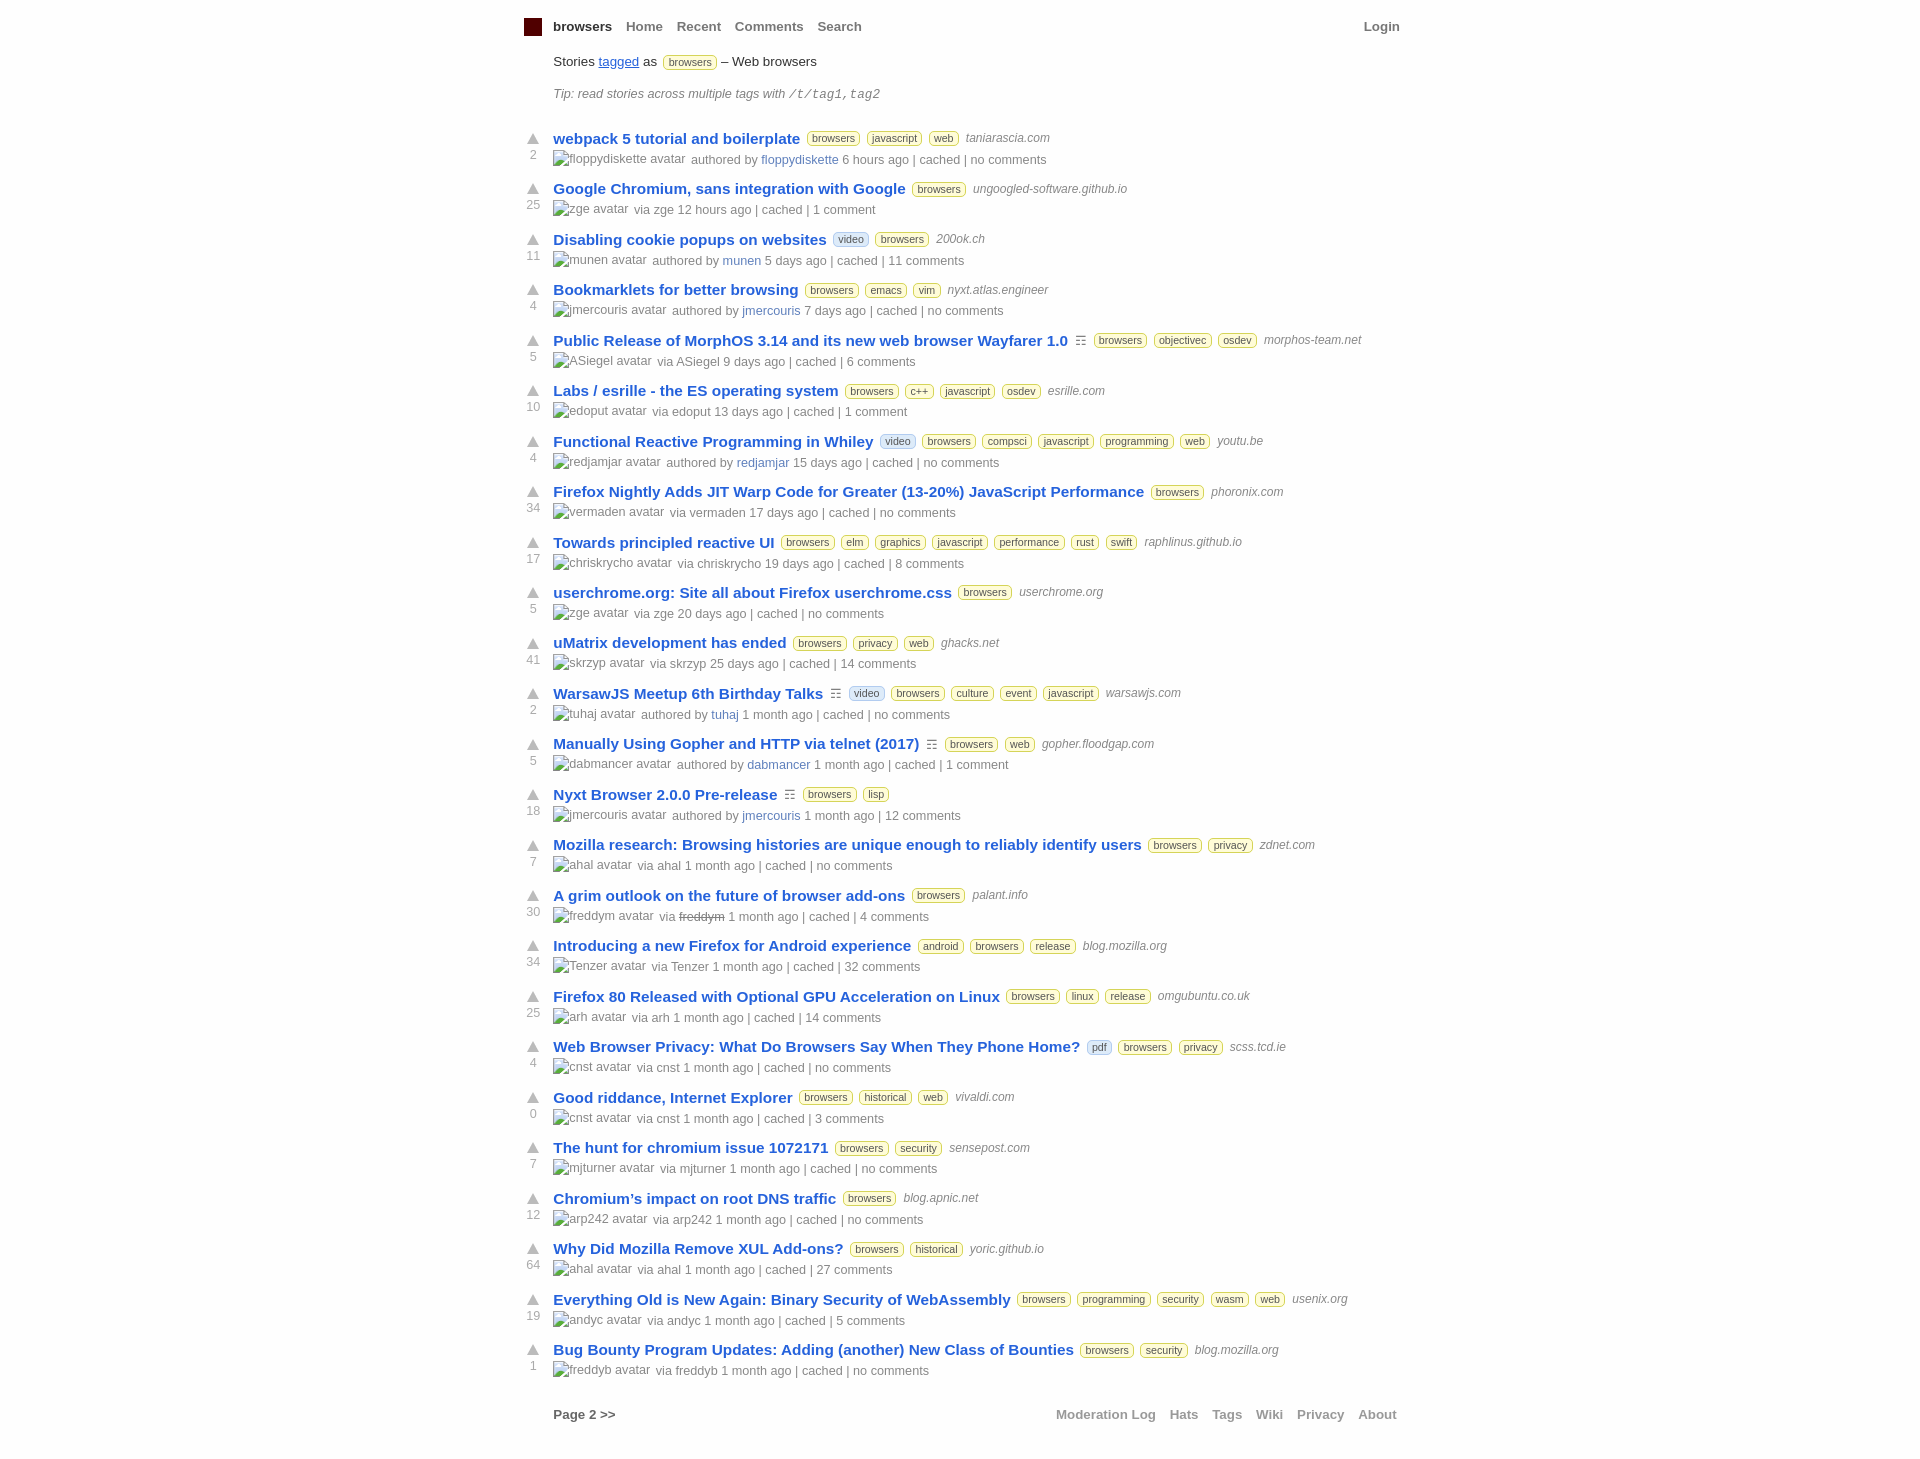 browsers Home Recent Comments Search Login
Stories tagged as browsers – Web browsers
Tip: read stories across multiple tags with /t/tag1,tag2
webpack 5 tutorial and boilerplate browsers javascript web taniarascia.com
2 floppydiskette avatar authored by floppydiskette 6 hours ago | cached | no comments
Google Chromium, sans integration with Google browsers ungoogled-software.github.io
25 zge avatar via zge 12 hours ago | cached | 1 comment
Disabling cookie popups on websites video browsers 200ok.ch
11 munen avatar authored by munen 5 days ago | cached | 11 comments
Bookmarklets for better browsing browsers emacs vim nyxt.atlas.engineer
4 jmercouris avatar authored by jmercouris 7 days ago | cached | no comments
Public Release of MorphOS 3.14 and its new web browser Wayfarer 1.0 ☶ browsers objectivec osdev morphos-team.net
5 ASiegel avatar via ASiegel 9 days ago | cached | 6 comments
Labs / esrille - the ES operating system browsers c++ javascript osdev esrille.com
10 edoput avatar via edoput 13 days ago | cached | 1 comment
Functional Reactive Programming in Whiley video browsers compsci javascript programming web youtu.be
4 redjamjar avatar authored by redjamjar 15 days ago | cached | no comments
Firefox Nightly Adds JIT Warp Code for Greater (13-20%) JavaScript Performance browsers phoronix.com
34 vermaden avatar via vermaden 17 days ago | cached | no comments
Towards principled reactive UI browsers elm graphics javascript performance rust swift raphlinus.github.io
17 chriskrycho avatar via chriskrycho 19 days ago | cached | 8 comments
userchrome.org: Site all about Firefox userchrome.css browsers userchrome.org
5 zge avatar via zge 20 days ago | cached | no comments
uMatrix development has ended browsers privacy web ghacks.net
41 skrzyp avatar via skrzyp 25 days ago | cached | 14 comments
WarsawJS Meetup 6th Birthday Talks ☶ video browsers culture event javascript warsawjs.com
2 tuhaj avatar authored by tuhaj 1 month ago | cached | no comments
Manually Using Gopher and HTTP via telnet (2017) ☶ browsers web gopher.floodgap.com
5 dabmancer avatar authored by dabmancer 1 month ago | cached | 1 comment
Nyxt Browser 2.0.0 Pre-release ☶ browsers lisp
18 jmercouris avatar authored by jmercouris 1 month ago | 12 comments
Mozilla research: Browsing histories are unique enough to reliably identify users browsers privacy zdnet.com
7 ahal avatar via ahal 1 month ago | cached | no comments
A grim outlook on the future of browser add-ons browsers palant.info
30 freddym avatar via freddym 1 month ago | cached | 4 comments
Introducing a new Firefox for Android experience android browsers release blog.mozilla.org
34 Tenzer avatar via Tenzer 1 month ago | cached | 32 comments
Firefox 80 Released with Optional GPU Acceleration on Linux browsers linux release omgubuntu.co.uk
25 arh avatar via arh 1 month ago | cached | 14 comments
Web Browser Privacy: What Do Browsers Say When They Phone Home? pdf browsers privacy scss.tcd.ie
4 cnst avatar via cnst 1 month ago | cached | no comments
Good riddance, Internet Explorer browsers historical web vivaldi.com
0 cnst avatar via cnst 1 month ago | cached | 3 comments
The hunt for chromium issue 1072171 browsers security sensepost.com
7 mjturner avatar via mjturner 1 month ago | cached | no comments
Chromium’s impact on root DNS traffic browsers blog.apnic.net
12 arp242 avatar via arp242 1 month ago | cached | no comments
Why Did Mozilla Remove XUL Add-ons? browsers historical yoric.github.io
64 ahal avatar via ahal 1 month ago | cached | 27 comments
Everything Old is New Again: Binary Security of WebAssembly browsers programming security wasm web usenix.org
19 andyc avatar via andyc 1 month ago | cached | 5 comments
Bug Bounty Program Updates: Adding (another) New Class of Bounties browsers security blog.mozilla.org
1 freddyb avatar via freddyb 1 month ago | cached | no comments
Page 2 >> Moderation Log Hats Tags Wiki Privacy About